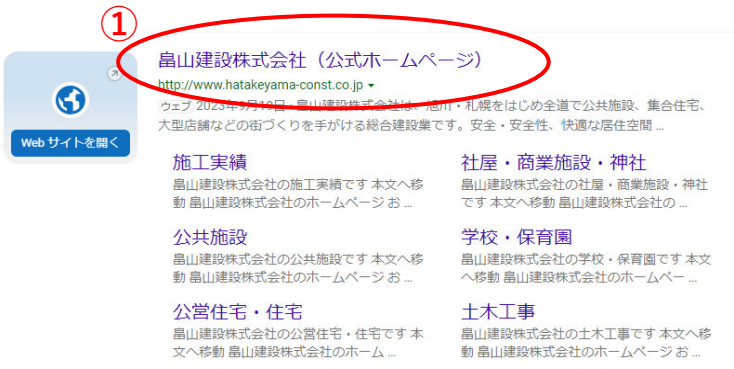 ①
畠山建設株式会社（公式ホームページ）
http://www.hatakeyama-const.co.jp
ウェブ 2023年9月19日・畠山建設株式会社は、旭川・札幌をはじめ全道で公共施設、集合住宅、
大型店舗などの街づくりを手がける総合建設業です。安全・安全性、快適な居住空間 ...
Web サイトを開く
施工実績
畠山建設株式会社の施工実績です 本文へ移
動 畠山建設株式会社のホームページ お ...
社屋・商業施設・神社
畠山建設株式会社の社屋・商業施設・神社
です 本文へ移動 畠山建設株式会社の ...
公共施設
畠山建設株式会社の公共施設です 本文へ移
動 畠山建設株式会社のホームページ お ...
学校・保育園
畠山建設株式会社の学校・保育園です 本文
へ移動 畠山建設株式会社のホームペー ...
公営住宅・住宅
畠山建設株式会社の公営住宅・住宅です 本
文へ移動 畠山建設株式会社のホーム ...
土木工事
畠山建設株式会社の土木工事です 本文へ移
動 畠山建設株式会社のホームページ お ...